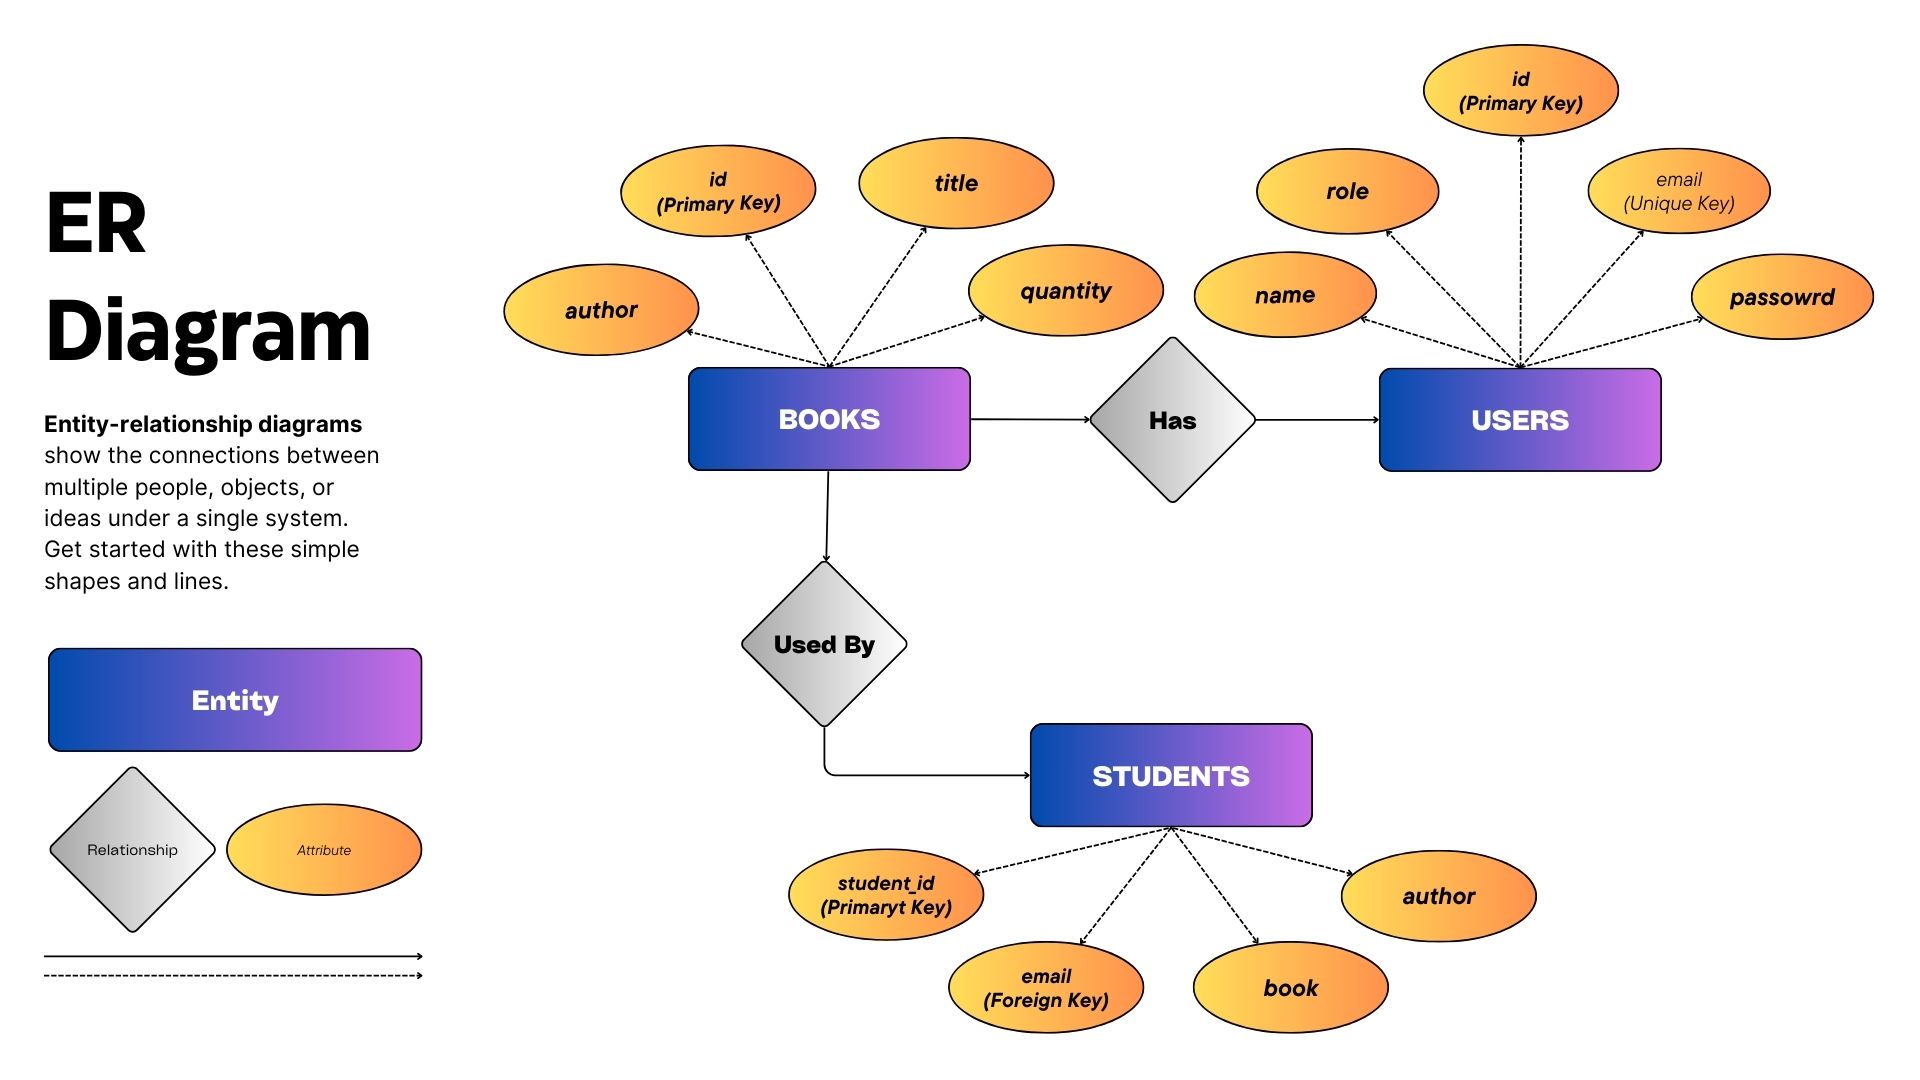 ER
Diagram
Entity-relationship diagrams
show the connections between
multiple people, objects, or
ideas under a single system.
Get started with these simple
shapes and lines.
Entity
Relationship
Attribute
id
(Primary Key)
title
author
quantity
BOOKS
Has
id
(Primary Key)
role
email
(Unique Key)
name
passowrd
USERS
Used By
STUDENTS
student_id
(Primaryt Key)
email
(Foreign Key)
book
author